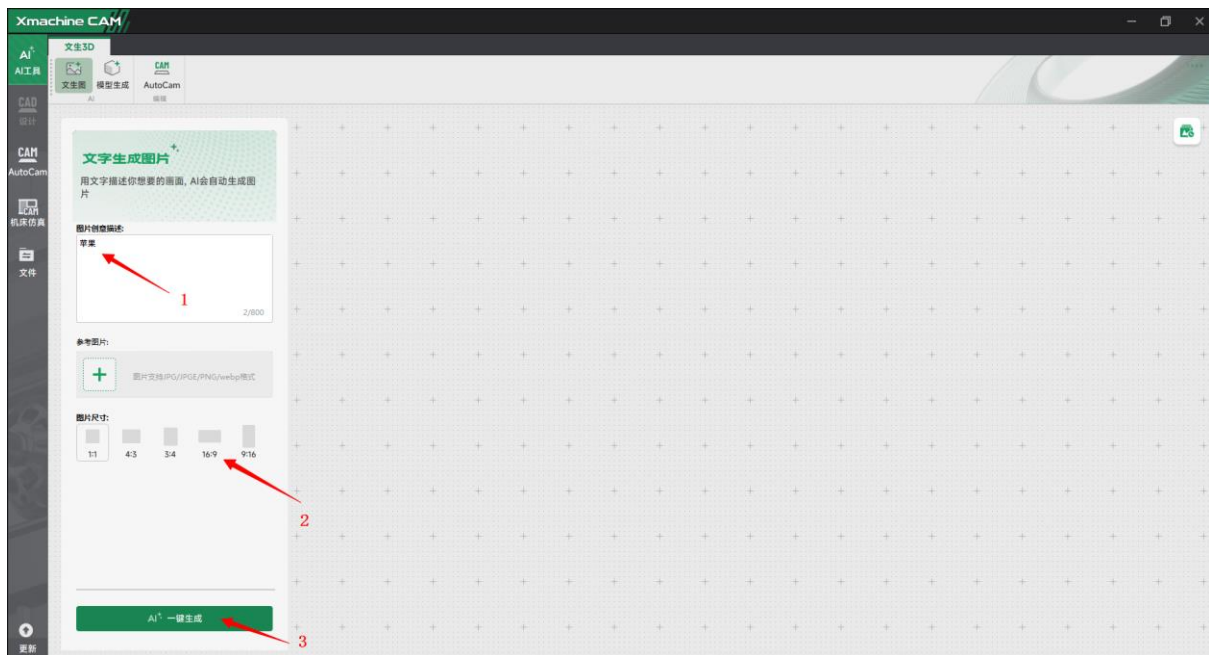 Xmachine CAM
AI
AI工具
CAD
设计
CAM
AutoCam
CAM
机床仿真
文件
更新
文生3D
文生图
模型生成
CAM
AutoCam
AI
编辑
文字生成图片
用文字描述你想要的画面, AI会自动生成图
片
图片创意描述:
苹果
1
2/800
参考图片:
图片支持JPG/JPGE/PNG/webp格式
图片尺寸:
1:1 4:3 3:4 16:9 9:16
2
AI 一键生成
3